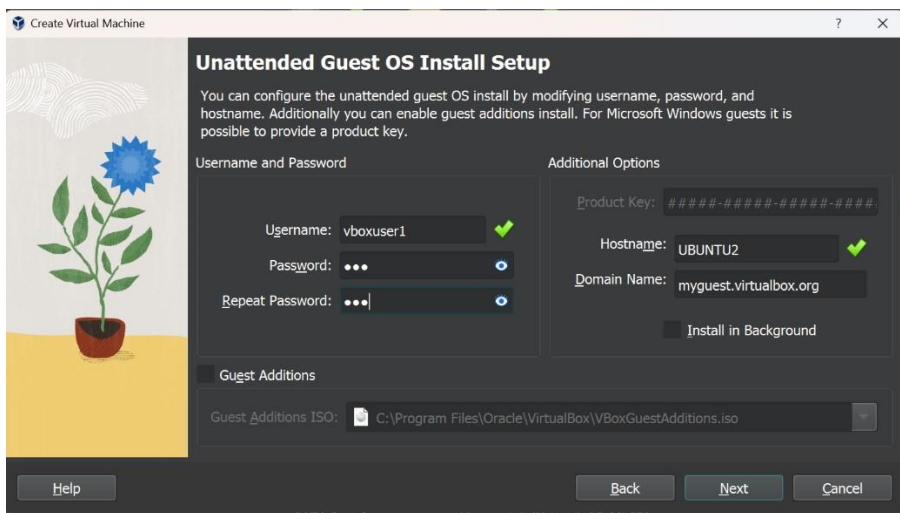 Create Virtual Machine
?
Unattended Guest OS Install Setup
You can configure the unattended guest OS install by modifying username, password, and
hostname. Additionally you can enable guest additions install. For Microsoft Windows guests it is
possible to provide a product key.
Username and Password
Username: vboxuser1
Password: •••
Repeat Password: •••
Additional Options
Product Key: #####-#####-#####-####
Hostname: UBUNTU2
Domain Name: myguest.virtualbox.org
Install in Background
Guest Additions
Guest Additions ISO: C:\Program Files\Oracle\VirtualBox\VBoxGuestAdditions.iso
Help
Back
Next
Cancel